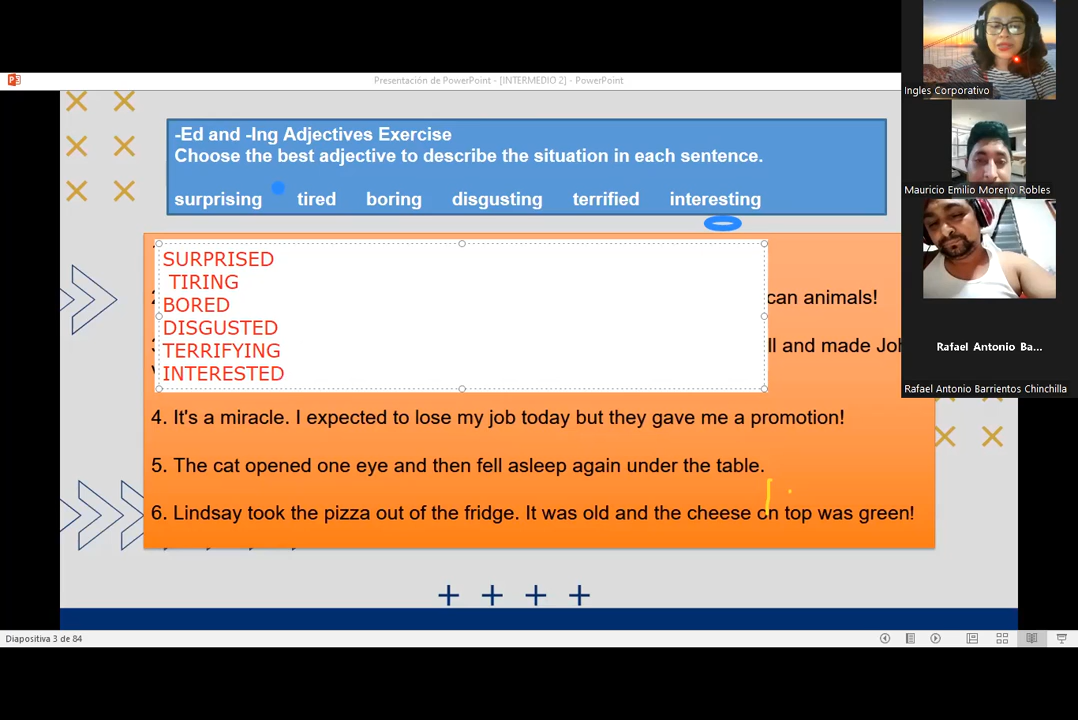 Presentación de PowerPoint - [INTERMEDIO 2] - PowerPoint
-Ed and -Ing Adjectives Exercise
Choose the best adjective to describe the situation in each sentence.
surprising tired boring disgusting terrified interesting
SURPRISED
TIRING
BORED
DISGUSTED
TERRIFYING
INTERESTED
can animals!
ll and made Joh
4. It's a miracle. I expected to lose my job today but they gave me a promotion!
5. The cat opened one eye and then fell asleep again under the table.
6. Lindsay took the pizza out of the fridge. It was old and the cheese on top was green!
Diapositiva 3 de 84
Ingles Corporativo
Mauricio Emilio Moreno Robles
Rafael Antonio Ba...
Rafael Antonio Barrientos Chinchilla